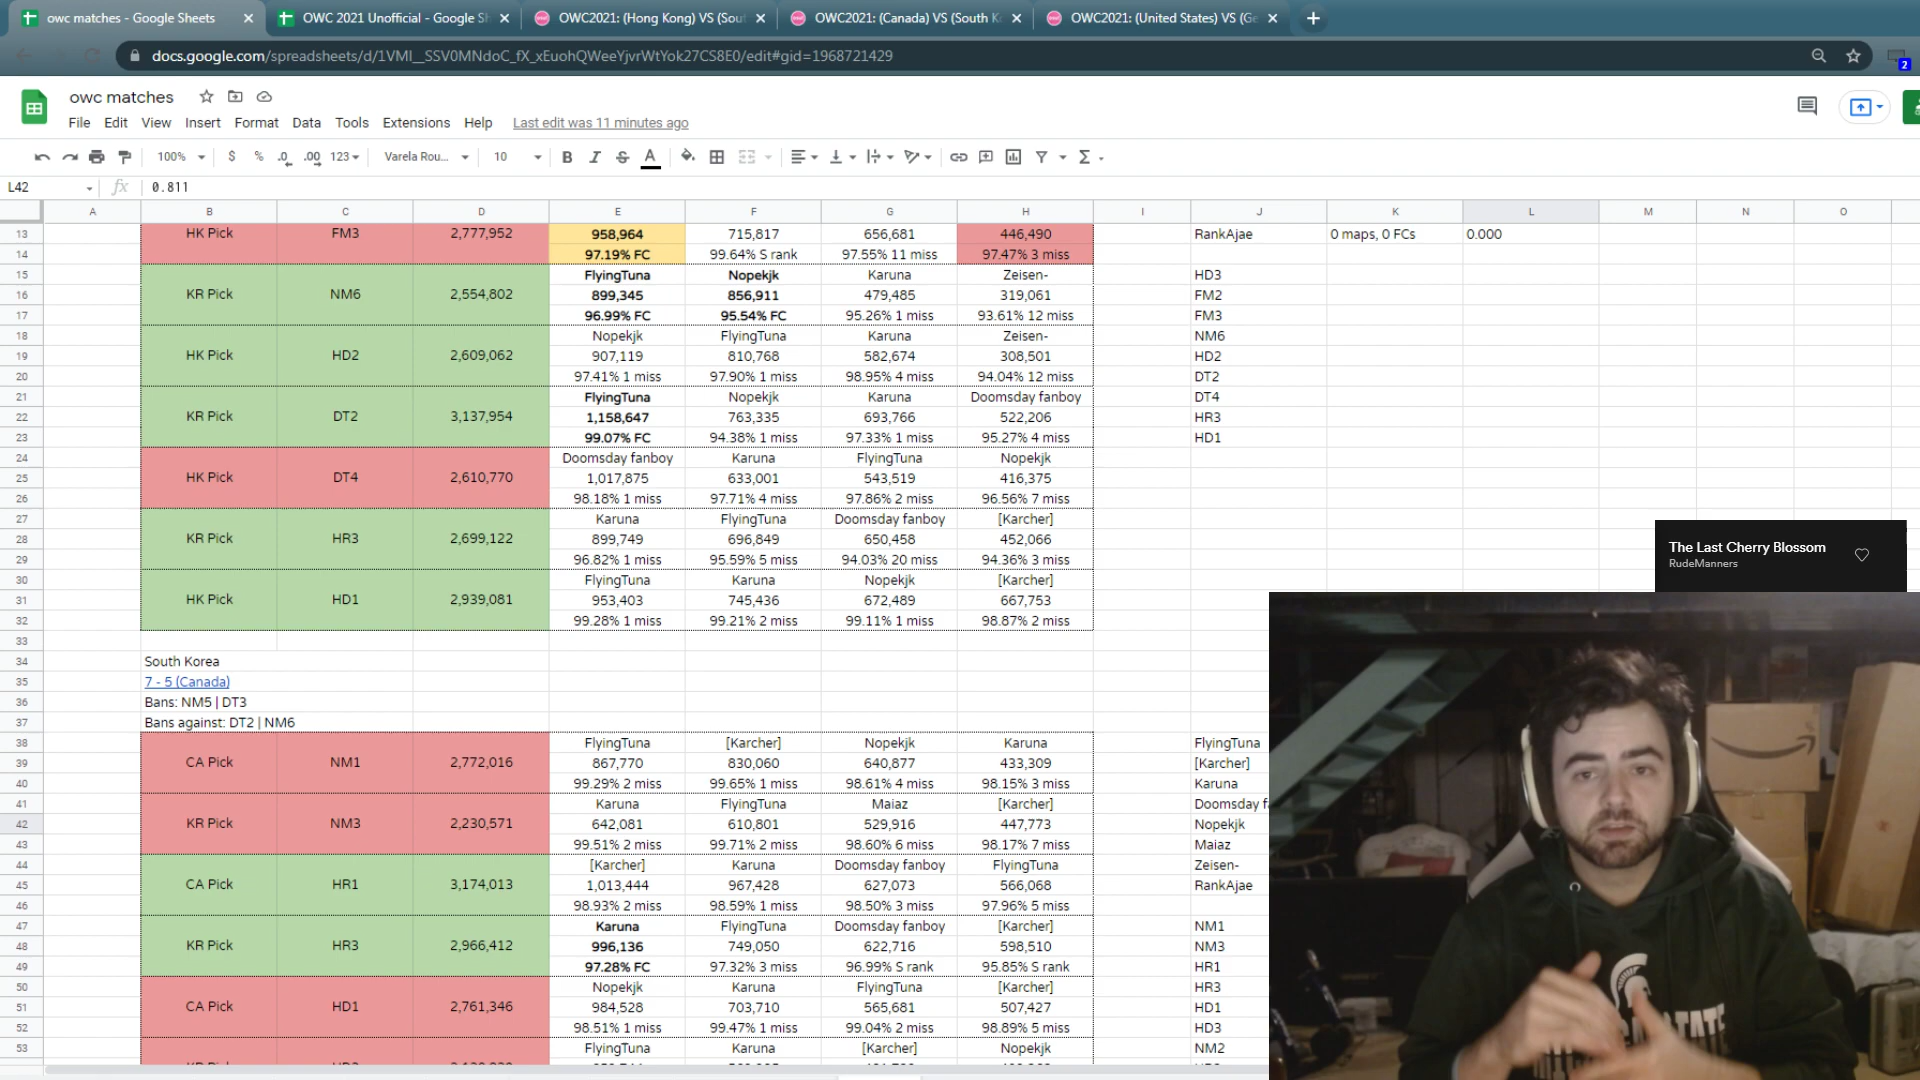 owc matches - Google Sheets
OWC 2021 Unofficial - Google Sh
OWC2021: (Hong Kong) VS (Sou
OWC2021: (Canada) VS (South K
OWC2021: (United States) VS (Ge
docs.google.com/spreadsheets/d/1VMl__SSV0MNdoC_fX_xEuohQWeeYjvrWtYok27CS8E0/edit#gid=1968721429
2
owc matches
File Edit View Insert Format Data Tools Extensions Help Last edit was 11 minutes ago
100% $ % .0 .00 123 Varela Rou... 10 B I S A
L42 fx 0.811
A B C D E F G H I J K L M N O
13 HK Pick FM3 2,777,952 958,964 715,817 656,681 446,490 RankAjae 0 maps, 0 FCs 0.000
14 97.19% FC 99.64% S rank 97.55% 11 miss 97.47% 3 miss
15 FlyingTuna Nopekjk Karuna Zeisen- HD3
16 KR Pick NM6 2,554,802 899,345 856,911 479,485 319,061 FM2
17 96.99% FC 95.54% FC 95.26% 1 miss 93.61% 12 miss FM3
18 Nopekjk FlyingTuna Karuna Zeisen- NM6
19 HK Pick HD2 2,609,062 907,119 810,768 582,674 308,501 HD2
20 97.41% 1 miss 97.90% 1 miss 98.95% 4 miss 94.04% 12 miss DT2
21 FlyingTuna Nopekjk Karuna Doomsday fanboy DT4
22 KR Pick DT2 3,137,954 1,158,647 763,335 693,766 522,206 HR3
23 99.07% FC 94.38% 1 miss 97.33% 1 miss 95.27% 4 miss HD1
24 Doomsday fanboy Karuna FlyingTuna Nopekjk
25 HK Pick DT4 2,610,770 1,017,875 633,001 543,519 416,375
26 98.18% 1 miss 97.71% 4 miss 97.86% 2 miss 96.56% 7 miss
27 Karuna FlyingTuna Doomsday fanboy [Karcher]
28 KR Pick HR3 2,699,122 899,749 696,849 650,458 452,066
29 96.82% 1 miss 95.59% 5 miss 94.03% 20 miss 94.36% 3 miss
30 FlyingTuna Karuna Nopekjk [Karcher]
31 HK Pick HD1 2,939,081 953,403 745,436 672,489 667,753
32 99.28% 1 miss 99.21% 2 miss 99.11% 1 miss 98.87% 2 miss
33
34 South Korea
35 7 - 5 (Canada)
36 Bans: NM5 | DT3
37 Bans against: DT2 | NM6
38 FlyingTuna [Karcher] Nopekjk Karuna FlyingTuna
39 CA Pick NM1 2,772,016 867,770 830,060 640,877 433,309 [Karcher]
40 99.29% 2 miss 99.65% 1 miss 98.61% 4 miss 98.15% 3 miss Karuna
41 Karuna FlyingTuna Maiaz [Karcher] Doomsday f
42 KR Pick NM3 2,230,571 642,081 610,801 529,916 447,773 Nopekjk
43 99.51% 2 miss 99.71% 2 miss 98.60% 6 miss 98.17% 7 miss Maiaz
44 [Karcher] Karuna Doomsday fanboy FlyingTuna Zeisen-
45 CA Pick HR1 3,174,013 1,013,444 967,428 627,073 566,068 RankAjae
46 98.93% 2 miss 98.59% 1 miss 98.50% 3 miss 97.96% 5 miss
47 Karuna FlyingTuna Doomsday fanboy [Karcher] NM1
48 KR Pick HR3 2,966,412 996,136 749,050 622,716 598,510 NM3
49 97.28% FC 97.32% 3 miss 96.99% S rank 95.85% S rank HR1
50 Nopekjk Karuna FlyingTuna [Karcher] HR3
51 CA Pick HD1 2,761,346 984,528 703,710 565,681 507,427 HD1
52 98.51% 1 miss 99.47% 1 miss 99.04% 2 miss 98.89% 5 miss HD3
53 FlyingTuna Karuna [Karcher] Nopekjk NM2
The Last Cherry Blossom
RudeManners